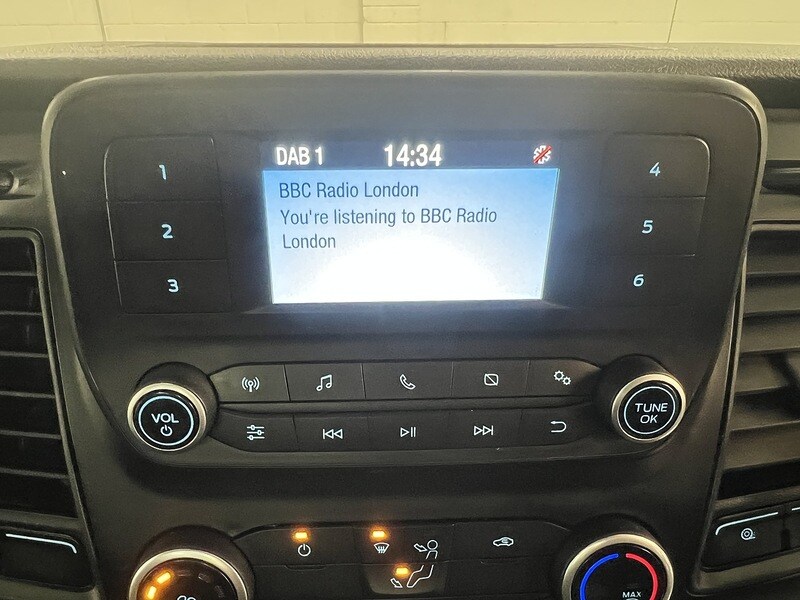 DAB 1 14:34
1
4
BBC Radio London
You're listening to BBC Radio
London
2
5
3
6
VOL
TUNE
OK
MAX